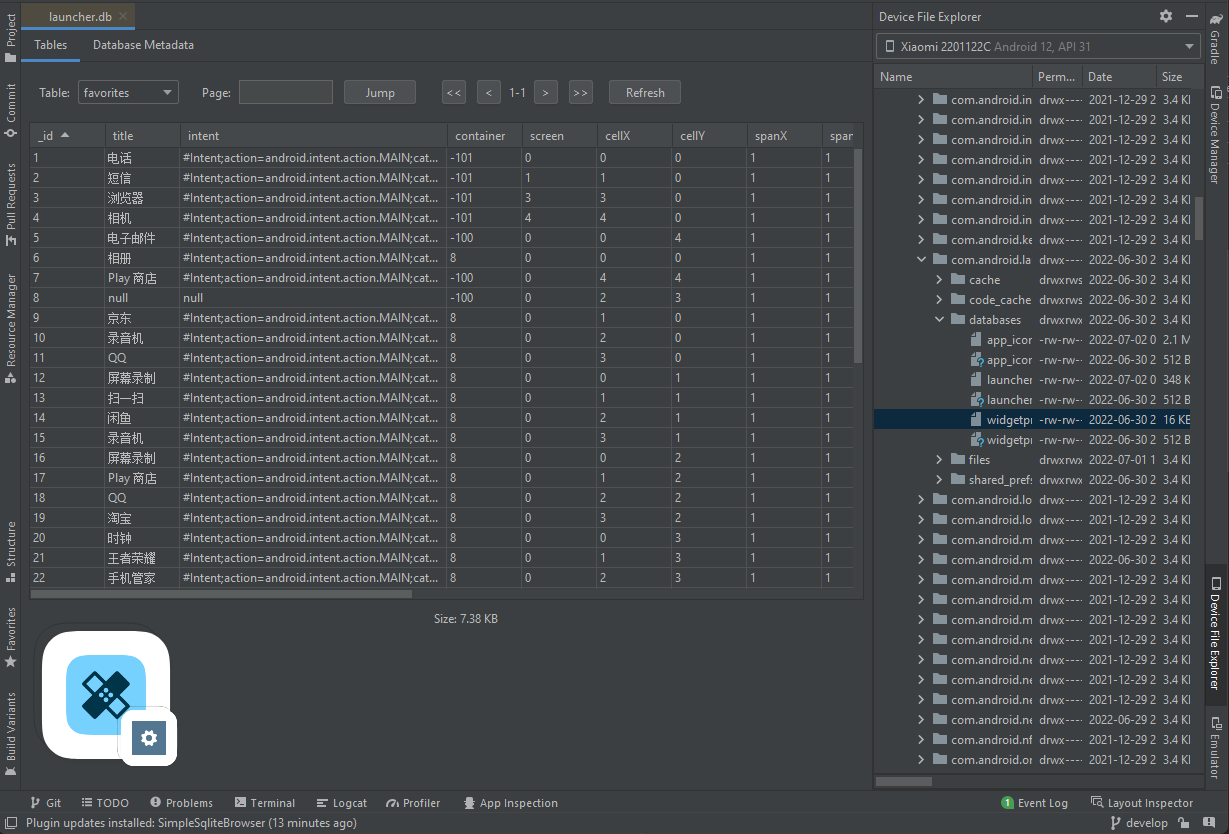 launcher.db
Tables Database Metadata
Table: favorites Page: Jump << < 1-1 > >> Refresh
_id title intent container screen cellX cellY spanX spar
1 电话 #Intent;action=android.intent.action.MAIN;cat... -101 0 0 0 1 1
2 短信 #Intent;action=android.intent.action.MAIN;cat... -101 1 1 0 1 1
3 浏览器 #Intent;action=android.intent.action.MAIN;cat... -101 3 3 0 1 1
4 相机 #Intent;action=android.intent.action.MAIN;cat... -101 4 4 0 1 1
5 电子邮件 #Intent;action=android.intent.action.MAIN;cat... -100 0 0 4 1 1
6 相册 #Intent;action=android.intent.action.MAIN;cat... 8 0 0 0 1 1
7 Play 商店 #Intent;action=android.intent.action.MAIN;cat... -100 0 4 4 1 1
8 null null -100 0 2 3 1 1
9 京东 #Intent;action=android.intent.action.MAIN;cat... 8 0 1 0 1 1
10 录音机 #Intent;action=android.intent.action.MAIN;cat... 8 0 2 0 1 1
11 QQ #Intent;action=android.intent.action.MAIN;cat... 8 0 3 0 1 1
12 屏幕录制 #Intent;action=android.intent.action.MAIN;cat... 8 0 0 1 1 1
13 扫一扫 #Intent;action=android.intent.action.MAIN;cat... 8 0 1 1 1 1
14 闲鱼 #Intent;action=android.intent.action.MAIN;cat... 8 0 2 1 1 1
15 录音机 #Intent;action=android.intent.action.MAIN;cat... 8 0 3 1 1 1
16 屏幕录制 #Intent;action=android.intent.action.MAIN;cat... 8 0 0 2 1 1
17 Play 商店 #Intent;action=android.intent.action.MAIN;cat... 8 0 1 2 1 1
18 QQ #Intent;action=android.intent.action.MAIN;cat... 8 0 2 2 1 1
19 淘宝 #Intent;action=android.intent.action.MAIN;cat... 8 0 3 2 1 1
20 时钟 #Intent;action=android.intent.action.MAIN;cat... 8 0 0 3 1 1
21 王者荣耀 #Intent;action=android.intent.action.MAIN;cat... 8 0 1 3 1 1
22 手机管家 #Intent;action=android.intent.action.MAIN;cat... 8 0 2 3 1 1
Size: 7.38 KB
Device File Explorer
Xiaomi 2201122C Android 12, API 31
Name Perm... Date Size
com.android.in drwx---- 2021-12-29 2 3.4 KI
com.android.in drwx---- 2021-12-29 2 3.4 KI
com.android.in drwx---- 2021-12-29 2 3.4 KI
com.android.in drwx---- 2021-12-29 2 3.4 KI
com.android.in drwx---- 2021-12-29 2 3.4 KI
com.android.in drwx---- 2021-12-29 2 3.4 KI
com.android.in drwx---- 2021-12-29 2 3.4 KI
com.android.ke drwx---- 2021-12-29 2 3.4 KI
com.android.la drwx---- 2022-06-30 2 3.4 KI
cache drwxrws 2022-06-30 2 3.4 KI
code_cache drwxrws 2022-06-30 2 3.4 KI
databases drwxrwx 2022-06-30 2 3.4 KI
app_icor -rw-rw-- 2022-07-02 0 2.1 M
app_icor -rw-rw-- 2022-06-30 2 512 B
launcher -rw-rw-- 2022-07-02 0 348 K
launcher -rw-rw-- 2022-06-30 2 512 B
widgetpr -rw-rw-- 2022-06-30 2 16 KE
widgetpr -rw-rw-- 2022-06-30 2 512 B
files drwxrwx 2022-07-01 1 3.4 KI
shared_prefs drwxrwx 2022-06-30 2 3.4 KI
com.android.lo drwx---- 2021-12-29 2 3.4 KI
com.android.lo drwx---- 2021-12-29 2 3.4 KI
com.android.m drwx---- 2021-12-29 2 3.4 KI
com.android.m drwx---- 2022-06-30 2 3.4 KI
com.android.m drwx---- 2021-12-29 2 3.4 KI
com.android.m drwx---- 2021-12-29 2 3.4 KI
com.android.m drwx---- 2021-12-29 2 3.4 KI
com.android.ne drwx---- 2021-12-29 2 3.4 KI
com.android.ne drwx---- 2021-12-29 2 3.4 KI
com.android.ne drwx---- 2021-12-29 2 3.4 KI
com.android.ne drwx---- 2021-12-29 2 3.4 KI
com.android.ne drwx---- 2022-06-29 2 3.4 KI
com.android.nf drwx---- 2021-12-29 2 3.4 KI
com.android.or drwx---- 2021-12-29 2 3.4 KI
Project
Commit
Pull Requests
Resource Manager
Structure
Favorites
Build Variants
Gradle
Device Manager
Device File Explorer
Emulator
Git TODO Problems Terminal Logcat Profiler App Inspection 1 Event Log Layout Inspector
Plugin updates installed: SimpleSqliteBrowser (13 minutes ago) develop